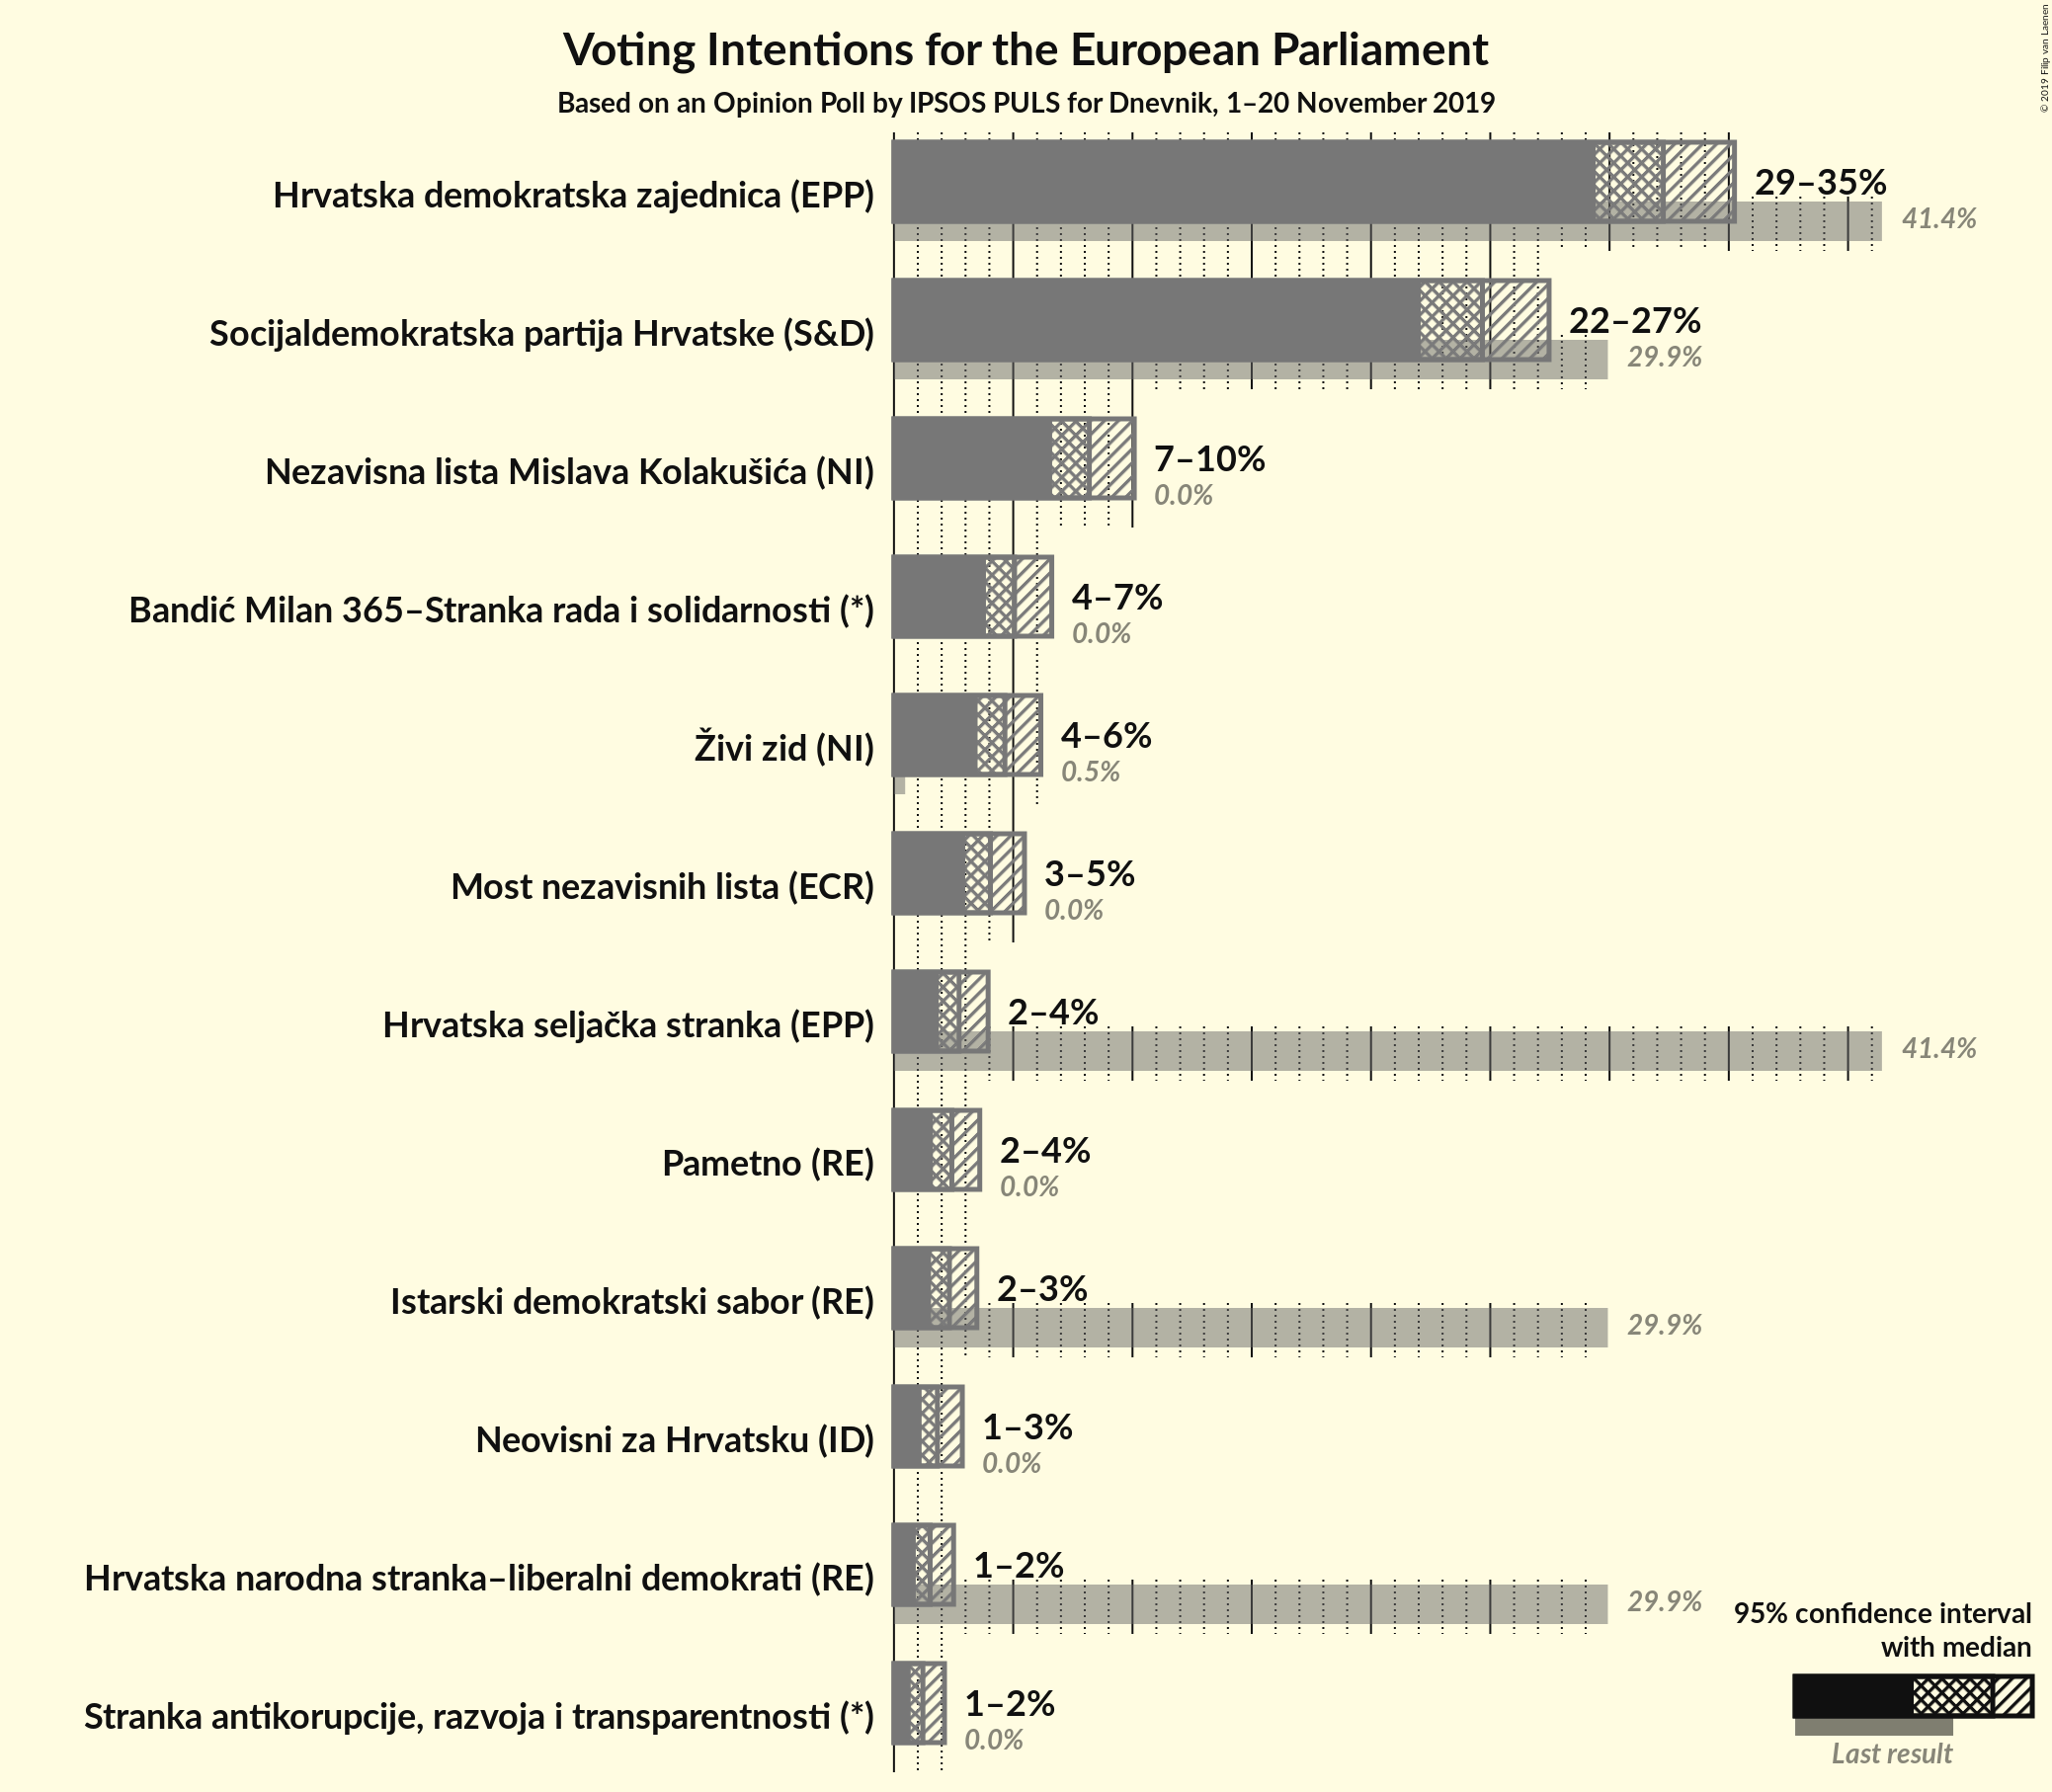 Voting Intentions for the European Parliament
Based on an Opinion Poll by IPSOS PULS for Dnevnik, 1–20 November 2019
© 2019 Filip van Laenen
Hrvatska demokratska zajednica (EPP)
29–35%
41.4%
Socijaldemokratska partija Hrvatske (S&D)
22–27%
29.9%
Nezavisna lista Mislava Kolakušića (NI)
7–10%
0.0%
Bandić Milan 365–Stranka rada i solidarnosti (*)
4–7%
0.0%
Živi zid (NI)
4–6%
0.5%
Most nezavisnih lista (ECR)
3–5%
0.0%
Hrvatska seljačka stranka (EPP)
2–4%
41.4%
Pametno (RE)
2–4%
0.0%
Istarski demokratski sabor (RE)
2–3%
29.9%
Neovisni za Hrvatsku (ID)
1–3%
0.0%
Hrvatska narodna stranka–liberalni demokrati (RE)
1–2%
29.9%
Stranka antikorupcije, razvoja i transparentnosti (*)
1–2%
0.0%
95% confidence interval
with median
Last result